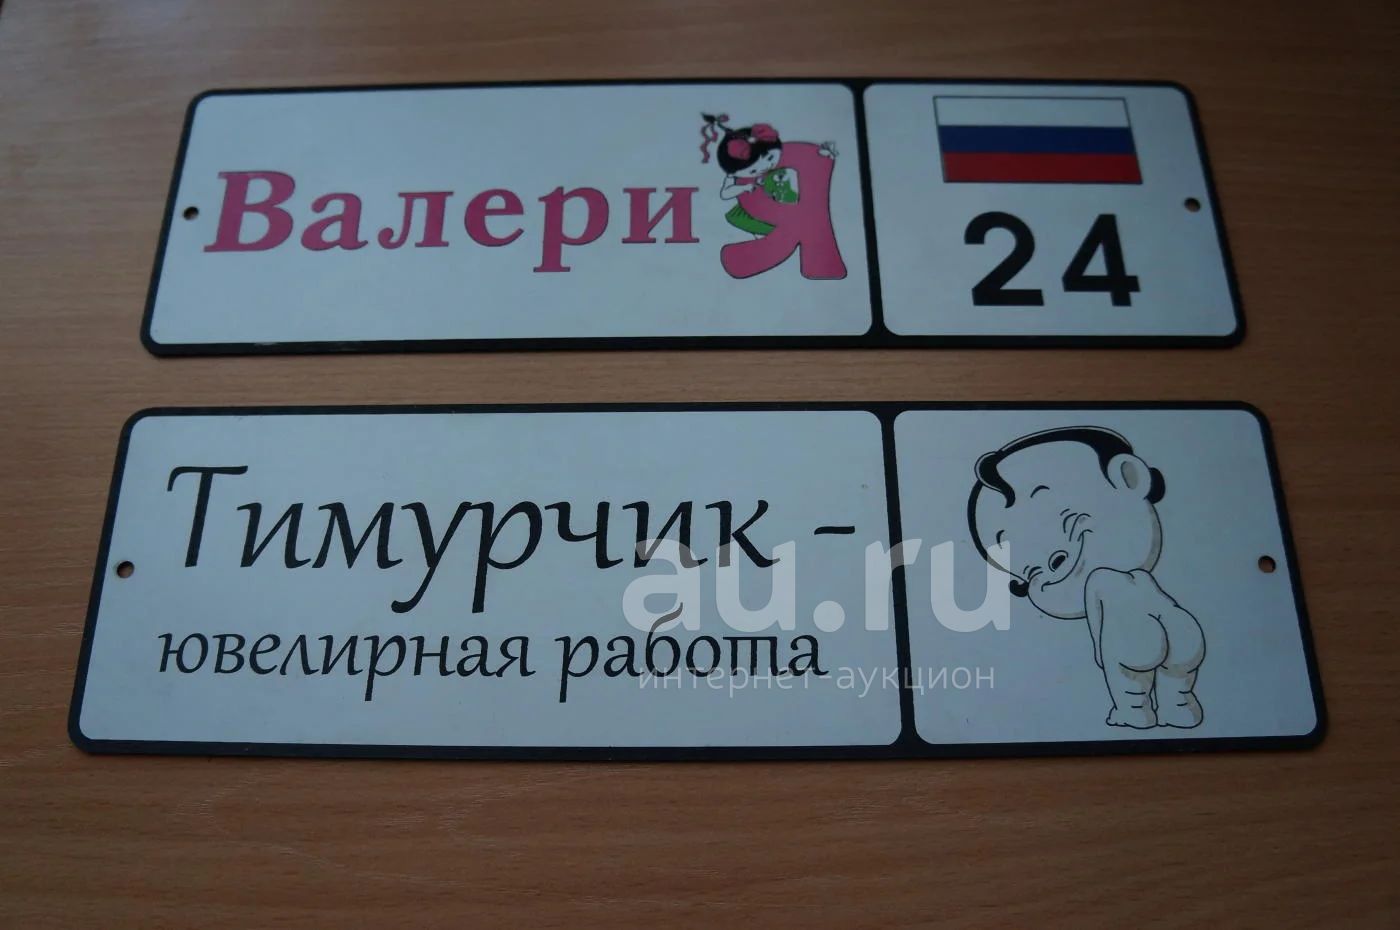 ВалериЯ
24
Тимурчик -
ювелирная работа
au.ru
интернет-аукцион